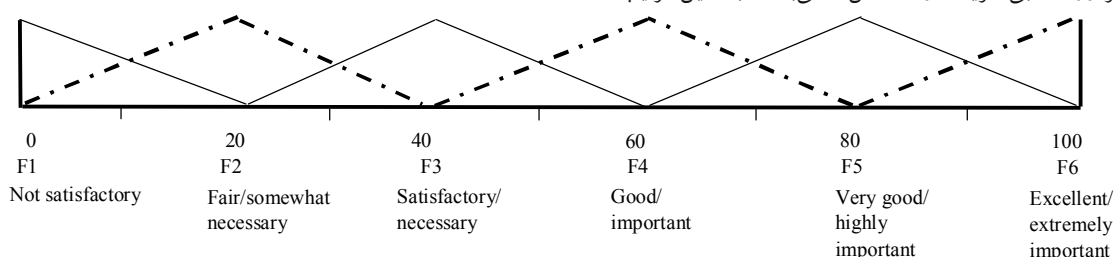 0 20 40 60 80 100
F1 F2 F3 F4 F5 F6
Not satisfactory
Fair/somewhat
necessary
Satisfactory/
necessary
Good/
important
Very good/
highly
important
Excellent/
extremely
important